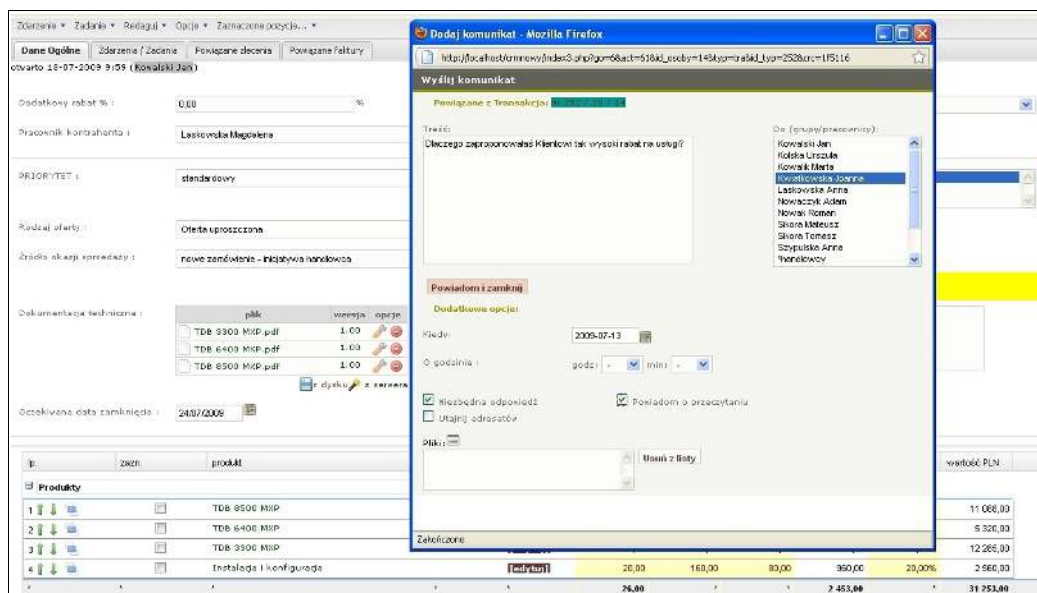 Zdarzenie Zadanie Redaguj Opcje Zaznaczone pozycje...
Dane Ogólne Zdarzenia / Zadania Powiązane zlecenia Powiązane faktury
otwarto 18-07-2009 9:59 (Kowalski Jan)
Dodatkowy rabat % : 0,00 %
Pracownik kontrahenta : Laskowska Magdalena
PRIORYTET : standardowy
Rodzaj oferty : Oferta uproszczona
Źródło okazji sprzedaży : nowe zamówienie - inicjatywa handlowca
Dokumentacja techniczna :
plik wersja opcje
TDB 3300 MXP.pdf 1.00
TDB 6400 MXP.pdf 1.00
TDB 8500 MXP.pdf 1.00
z dysku z serwera
Oczekiwana data zamknięcia : 24/07/2009
Dodaj komunikat - Mozilla Firefox
Wyślij komunikat
Powiązane z Transakcją:
Treść:
Dlaczego zaproponowałaś Klientowi tak wysoki rabat na usługi?
Do (grupy/pracownicy):
Kowalski Jan
Kolska Urszula
Kowalik Marta
Kwiatkowska Joanna
Laskowska Anna
Nowaczyk Adam
Nowak Roman
Sikora Mateusz
Sikora Tomasz
Szypulska Anna
*handlowcy
Powiadom i zamknij
Dodatkowe opcje:
Kiedy: 2009-07-13
O godzinie : godz: - min: -
Niezbędna odpowiedź Powiadom o przeczytaniu
Utajnij adresatów
Pliki:
Usuń z listy
Zakończono
lp. zazn. produkt wartość PLN
Produkty
1 TDB 8500 MXP 11 088,00
2 TDB 6400 MXP 5 320,00
3 TDB 3300 MXP 12 285,00
4 Instalacja i konfiguracja [edytuj] 20,00 160,00 80,00 960,00 20,00% 2 560,00
26,00 2 453,00 31 253,00